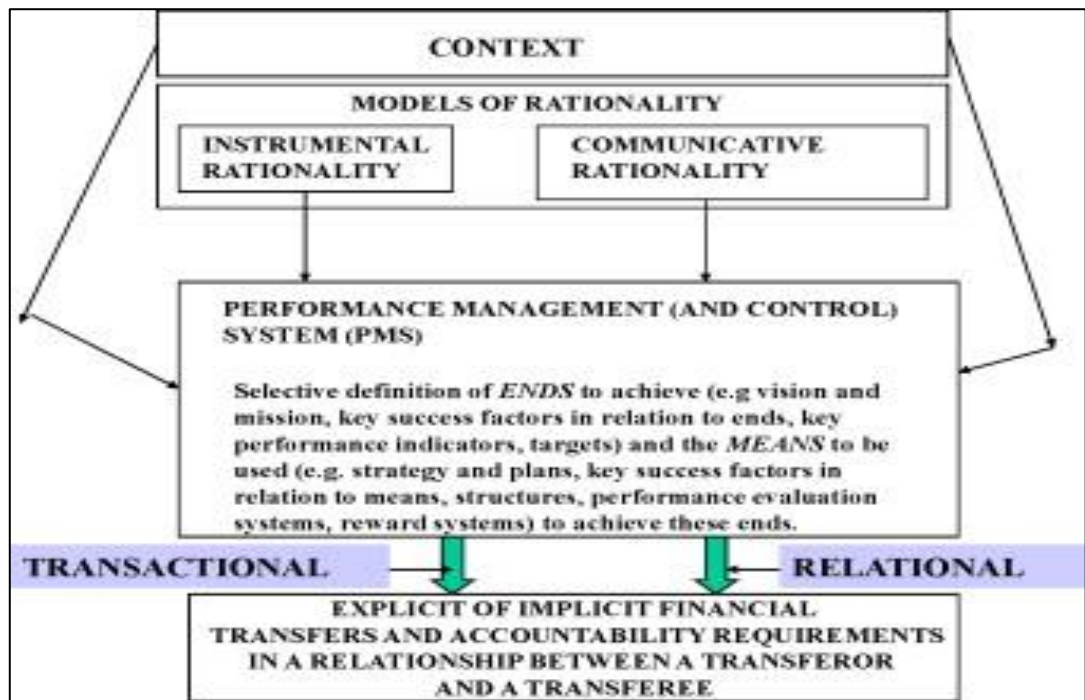 CONTEXT
MODELS OF RATIONALITY
INSTRUMENTAL
RATIONALITY
COMMUNICATIVE
RATIONALITY
PERFORMANCE MANAGEMENT (AND CONTROL)
SYSTEM (PMS)
Selective definition of ENDS to achieve (e.g vision and
mission, key success factors in relation to ends, key
performance indicators, targets) and the MEANS to be
used (e.g. strategy and plans, key success factors in
relation to means, structures, performance evaluation
systems, reward systems) to achieve these ends.
TRANSACTIONAL
RELATIONAL
EXPLICIT OF IMPLICIT FINANCIAL
TRANSFERS AND ACCOUNTABILITY REQUIREMENTS
IN A RELATIONSHIP BETWEEN A TRANSFEROR
AND A TRANSFEREE